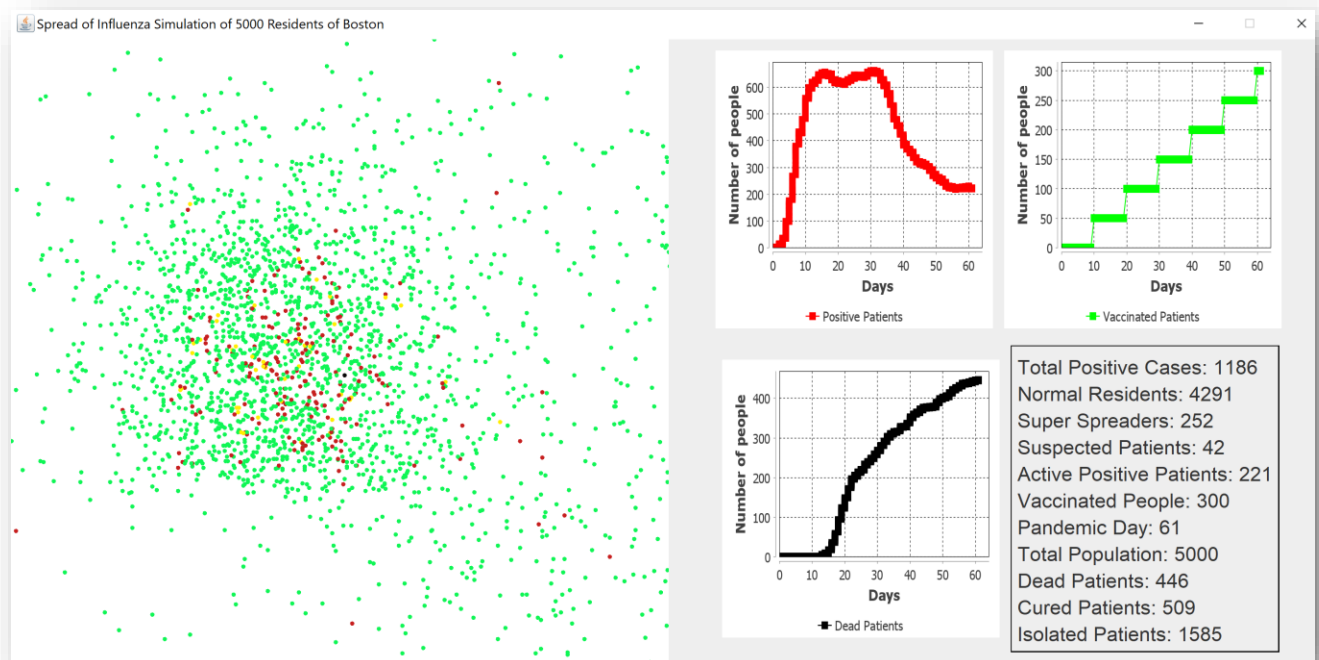 Spread of Influenza Simulation of 5000 Residents of Boston
Number of people
600
500
400
300
200
100
0
0 10 20 30 40 50 60
Days
Positive Patients
Number of people
300
250
200
150
100
50
0
0 10 20 30 40 50 60
Days
Vaccinated Patients
Number of people
400
300
200
100
0
0 10 20 30 40 50 60
Days
Dead Patients
Total Positive Cases: 1186
Normal Residents: 4291
Super Spreaders: 252
Suspected Patients: 42
Active Positive Patients: 221
Vaccinated People: 300
Pandemic Day: 61
Total Population: 5000
Dead Patients: 446
Cured Patients: 509
Isolated Patients: 1585